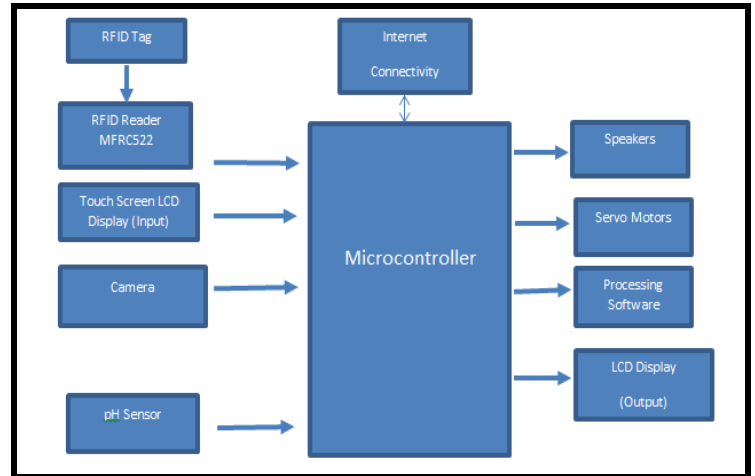 RFID Tag
Internet
Connectivity
RFID Reader
MFRC522
Speakers
Touch Screen LCD
Display (Input)
Servo Motors
Microcontroller
Camera
Processing
Software
LCD Display
(Output)
pH Sensor